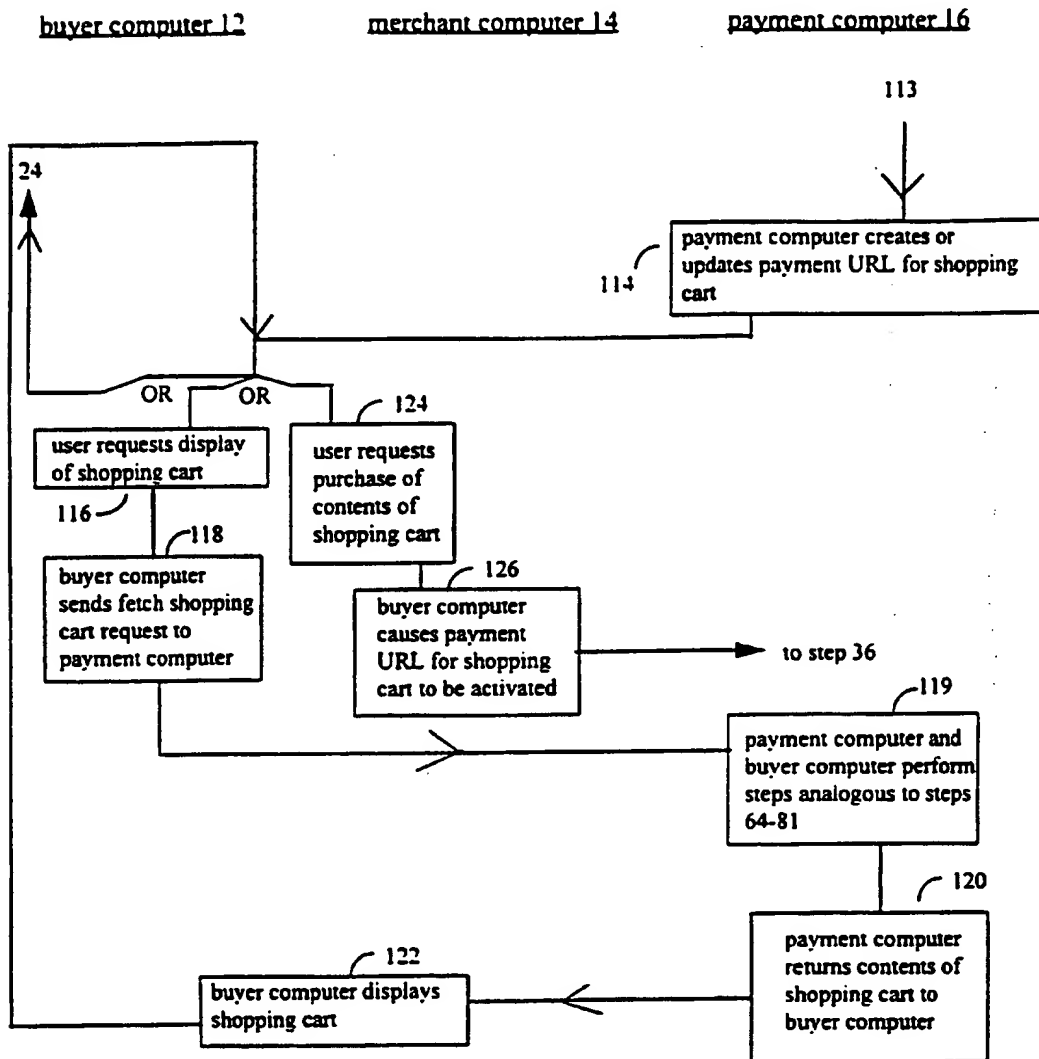 buyer computer 12
merchant computer 14
payment computer 16
113
24
payment computer creates or
updates payment URL for shopping
cart
114
OR
OR
124
user requests display
of shopping cart
116
user requests
purchase of
contents of
shopping cart
118
buyer computer
sends fetch shopping
cart request to
payment computer
126
buyer computer
causes payment
URL for shopping
cart to be activated
to step 36
119
payment computer and
buyer computer perform
steps analogous to steps
64-81
120
payment computer
returns contents of
shopping cart to
buyer computer
122
buyer computer displays
shopping cart